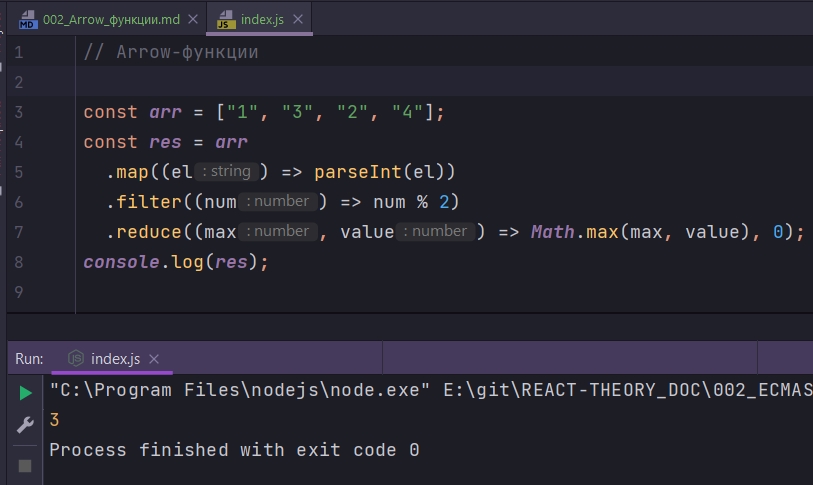 002_Arrow_функции.md
index.js
1 // Arrow-функции
2
3 const arr = ["1", "3", "2", "4"];
4 const res = arr
5 .map((el : string ) => parseInt(el))
6 .filter((num : number ) => num % 2)
7 .reduce((max : number , value : number ) => Math.max(max, value), 0);
8 console.log(res);
9
Run: index.js
"C:\Program Files\nodejs\node.exe" E:\git\REACT-THEORY_DOC\002_ECMAS
3
Process finished with exit code 0